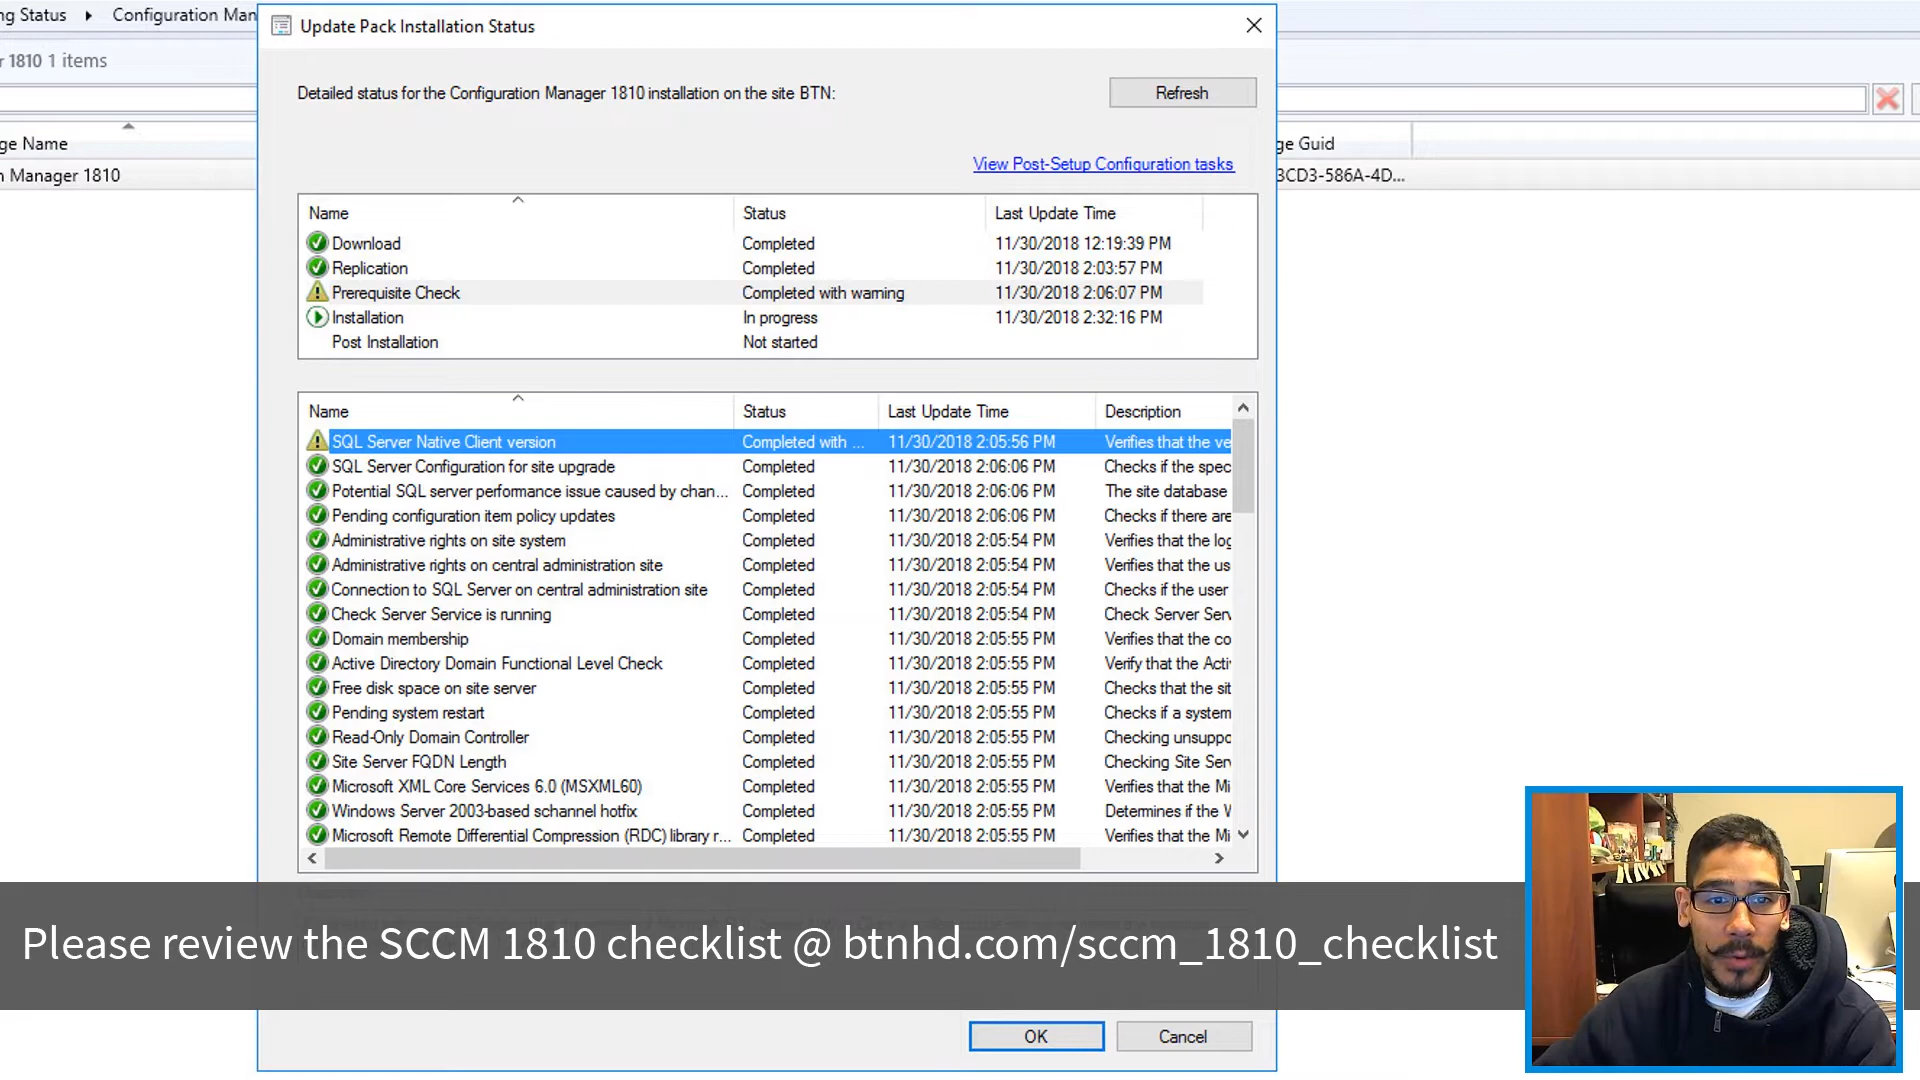 ng Status ▸ Configuration Man
Update Pack Installation Status
r 1810 1 items
Detailed status for the Configuration Manager 1810 installation on the site BTN:
Refresh
ge Name
ge Guid
View Post-Setup Configuration tasks
n Manager 1810
3CD3-586A-4D...
Name Status Last Update Time
Download Completed 11/30/2018 12:19:39 PM
Replication Completed 11/30/2018 2:03:57 PM
Prerequisite Check Completed with warning 11/30/2018 2:06:07 PM
Installation In progress 11/30/2018 2:32:16 PM
Post Installation Not started
Name Status Last Update Time Description
SQL Server Native Client version Completed with ... 11/30/2018 2:05:56 PM Verifies that the ve
SQL Server Configuration for site upgrade Completed 11/30/2018 2:06:06 PM Checks if the spec
Potential SQL server performance issue caused by chan... Completed 11/30/2018 2:06:06 PM The site database
Pending configuration item policy updates Completed 11/30/2018 2:06:06 PM Checks if there are
Administrative rights on site system Completed 11/30/2018 2:05:54 PM Verifies that the log
Administrative rights on central administration site Completed 11/30/2018 2:05:54 PM Verifies that the us
Connection to SQL Server on central administration site Completed 11/30/2018 2:05:54 PM Checks if the user
Check Server Service is running Completed 11/30/2018 2:05:54 PM Check Server Serv
Domain membership Completed 11/30/2018 2:05:55 PM Verifies that the co
Active Directory Domain Functional Level Check Completed 11/30/2018 2:05:55 PM Verify that the Acti
Free disk space on site server Completed 11/30/2018 2:05:55 PM Checks that the sit
Pending system restart Completed 11/30/2018 2:05:55 PM Checks if a system
Read-Only Domain Controller Completed 11/30/2018 2:05:55 PM Checking unsuppo
Site Server FQDN Length Completed 11/30/2018 2:05:55 PM Checking Site Serv
Microsoft XML Core Services 6.0 (MSXML60) Completed 11/30/2018 2:05:55 PM Verifies that the Mi
Windows Server 2003-based schannel hotfix Completed 11/30/2018 2:05:55 PM Determines if the W
Microsoft Remote Differential Compression (RDC) library r... Completed 11/30/2018 2:05:55 PM Verifies that the Mi
Please review the SCCM 1810 checklist @ btnhd.com/sccm_1810_checklist
OK Cancel